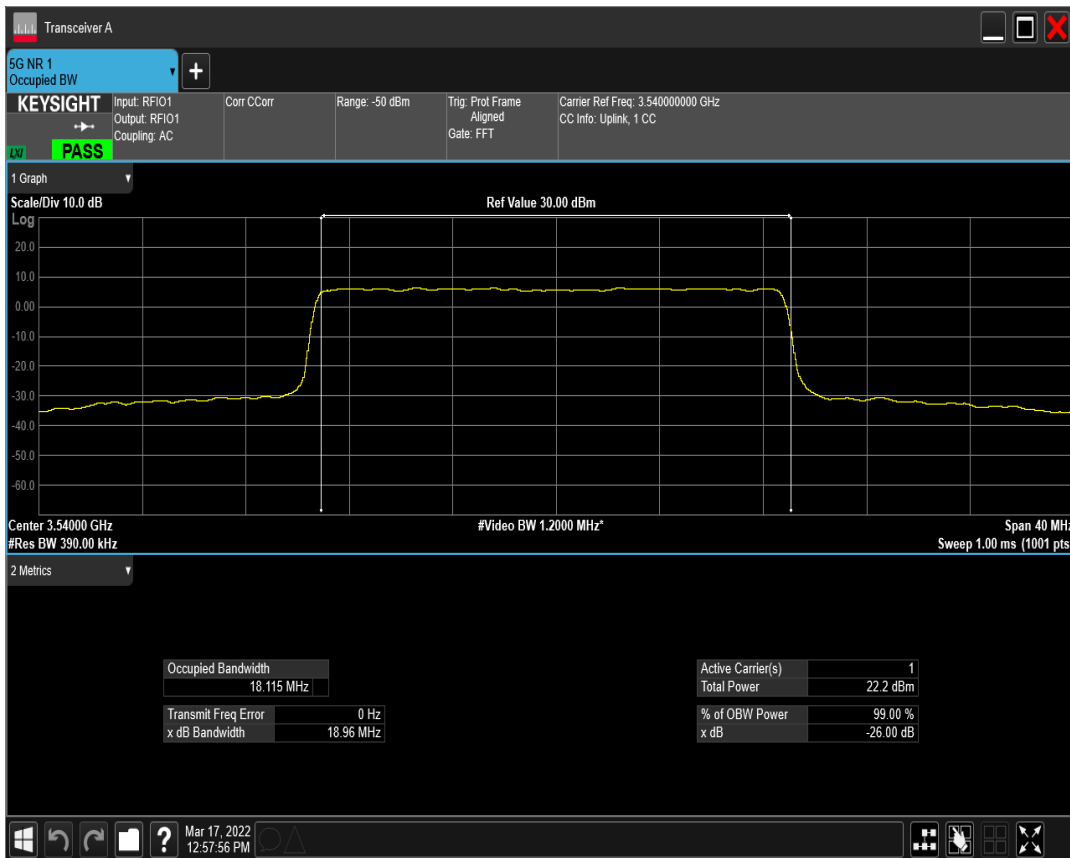 Transceiver A
5G NR 1
Occupied BW
KEYSIGHT
LXI
PASS
Input: RFIO1
Output: RFIO1
Coupling: AC
Corr CCorr
Range: -50 dBm
Trig: Prot Frame
Aligned
Gate: FFT
Carrier Ref Freq: 3.540000000 GHz
CC Info: Uplink, 1 CC
1 Graph
Scale/Div 10.0 dB
Ref Value 30.00 dBm
Log
20.0
10.0
0.00
-10.0
-20.0
-30.0
-40.0
-50.0
-60.0
Center 3.54000 GHz
#Video BW 1.2000 MHz*
Span 40 MHz
#Res BW 390.00 kHz
Sweep 1.00 ms (1001 pts
2 Metrics
Occupied Bandwidth
18.115 MHz
Transmit Freq Error 0 Hz
x dB Bandwidth 18.96 MHz
Active Carrier(s) 1
Total Power 22.2 dBm
% of OBW Power 99.00 %
x dB -26.00 dB
?
Mar 17, 2022
12:57:56 PM